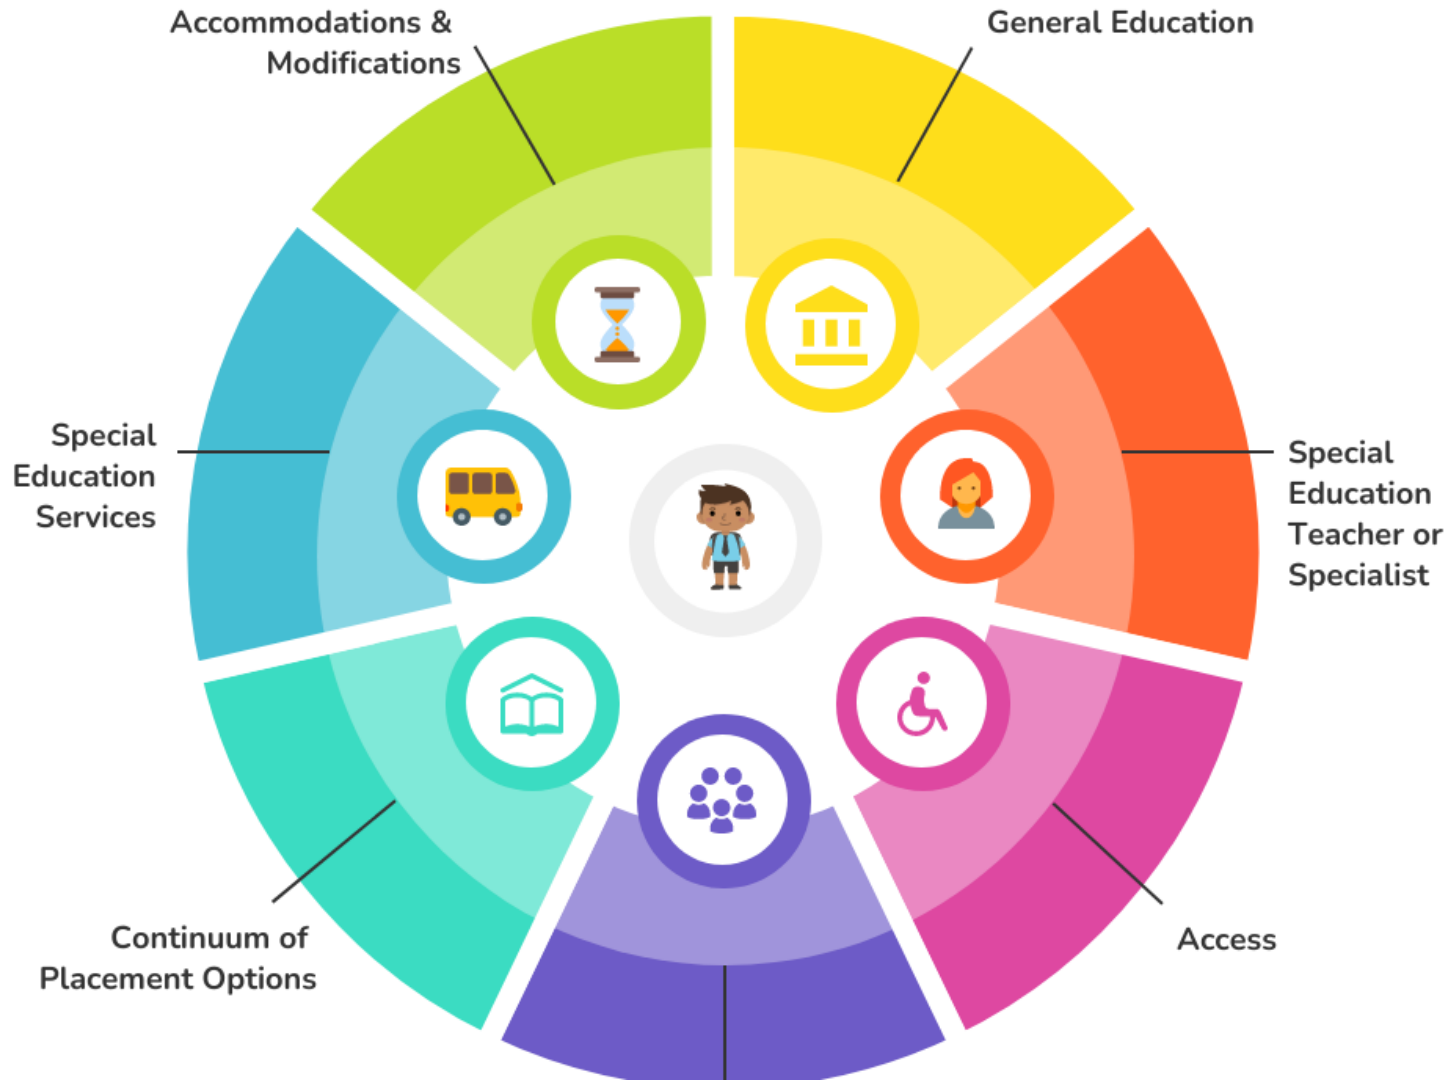 Accommodations &
Modifications
General Education
Special
Education
Services
Special
Education
Teacher or
Specialist
Continuum of
Placement Options
Access